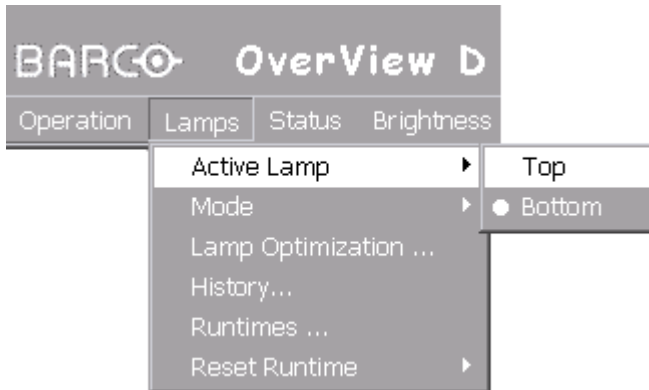 BARCO OverView D
Operation Lamps Status Brightness
Active Lamp Top
Mode Bottom
Lamp Optimization ...
History...
Runtimes ...
Reset Runtime